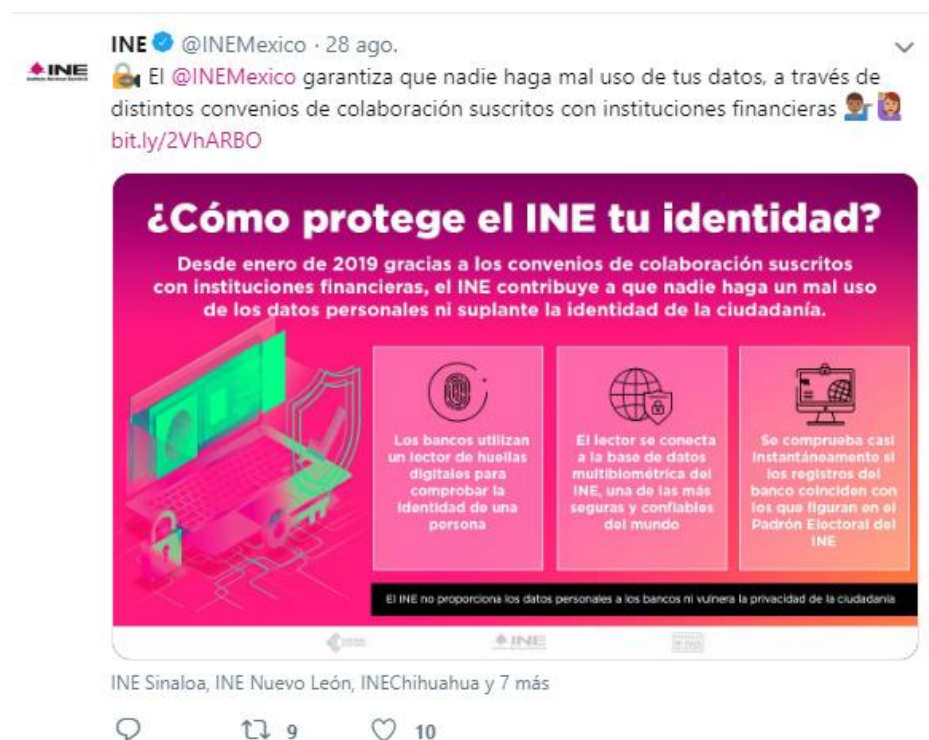 INE @INEMexico · 28 ago.
INE
El @INEMexico garantiza que nadie haga mal uso de tus datos, a través de
distintos convenios de colaboración suscritos con instituciones financieras
bit.ly/2VhARBO
¿Cómo protege el INE tu identidad?
Desde enero de 2019 gracias a los convenios de colaboración suscritos
con instituciones financieras, el INE contribuye a que nadie haga un mal uso
de los datos personales ni suplante la identidad de la ciudadanía.
Los bancos utilizan
un lector de huellas
digitales para
comprobar la
identidad de una
persona
El lector se conecta
a la base de datos
multibiométrica del
INE, una de las más
seguras y confiables
del mundo
Se comprueba casi
instantáneamente si
los registros del
banco coinciden con
los que figuran en el
Padrón Electoral del
INE
El INE no proporciona los datos personales a los bancos ni vulnera la privacidad de la ciudadanía
INE
INE Sinaloa, INE Nuevo León, INEChihuahua y 7 más
9
10